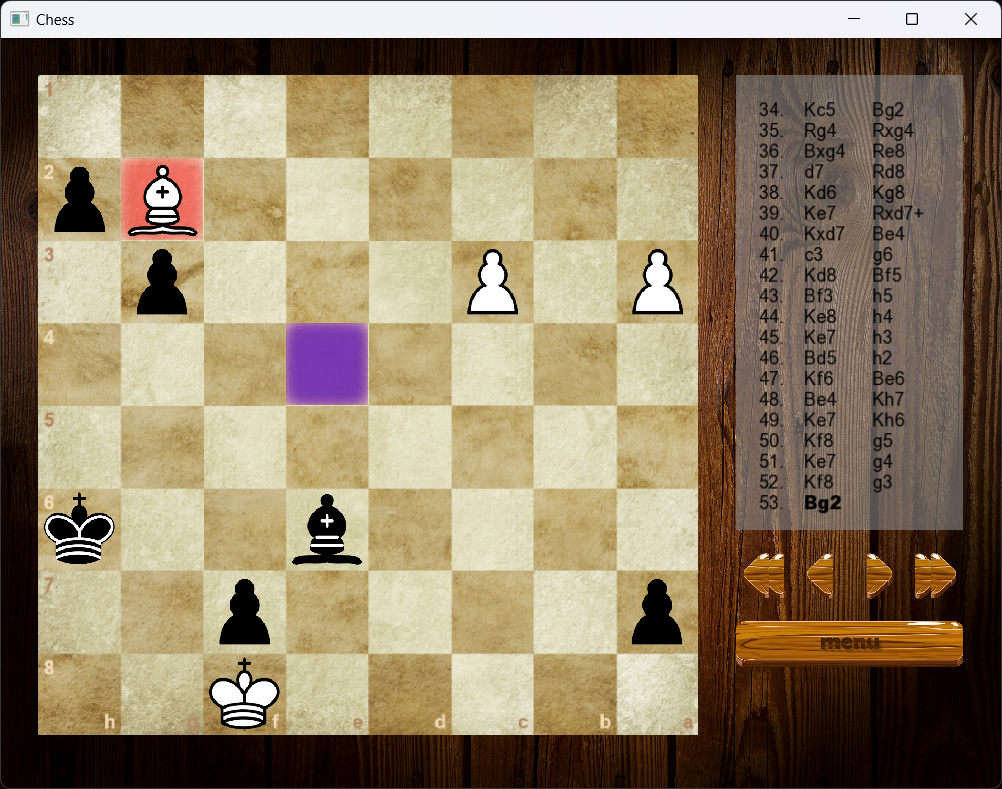 Chess
1
2
3
4
5
6
7
8
h g f e d c b a
34. Kc5 Bg2
35. Rg4 Rxg4
36. Bxg4 Re8
37. d7 Rd8
38. Kd6 Kg8
39. Ke7 Rxd7+
40. Kxd7 Be4
41. c3 g6
42. Kd8 Bf5
43. Bf3 h5
44. Ke8 h4
45. Ke7 h3
46. Bd5 h2
47. Kf6 Be6
48. Be4 Kh7
49. Ke7 Kh6
50. Kf8 g5
51. Ke7 g4
52. Kf8 g3
53. Bg2
menu